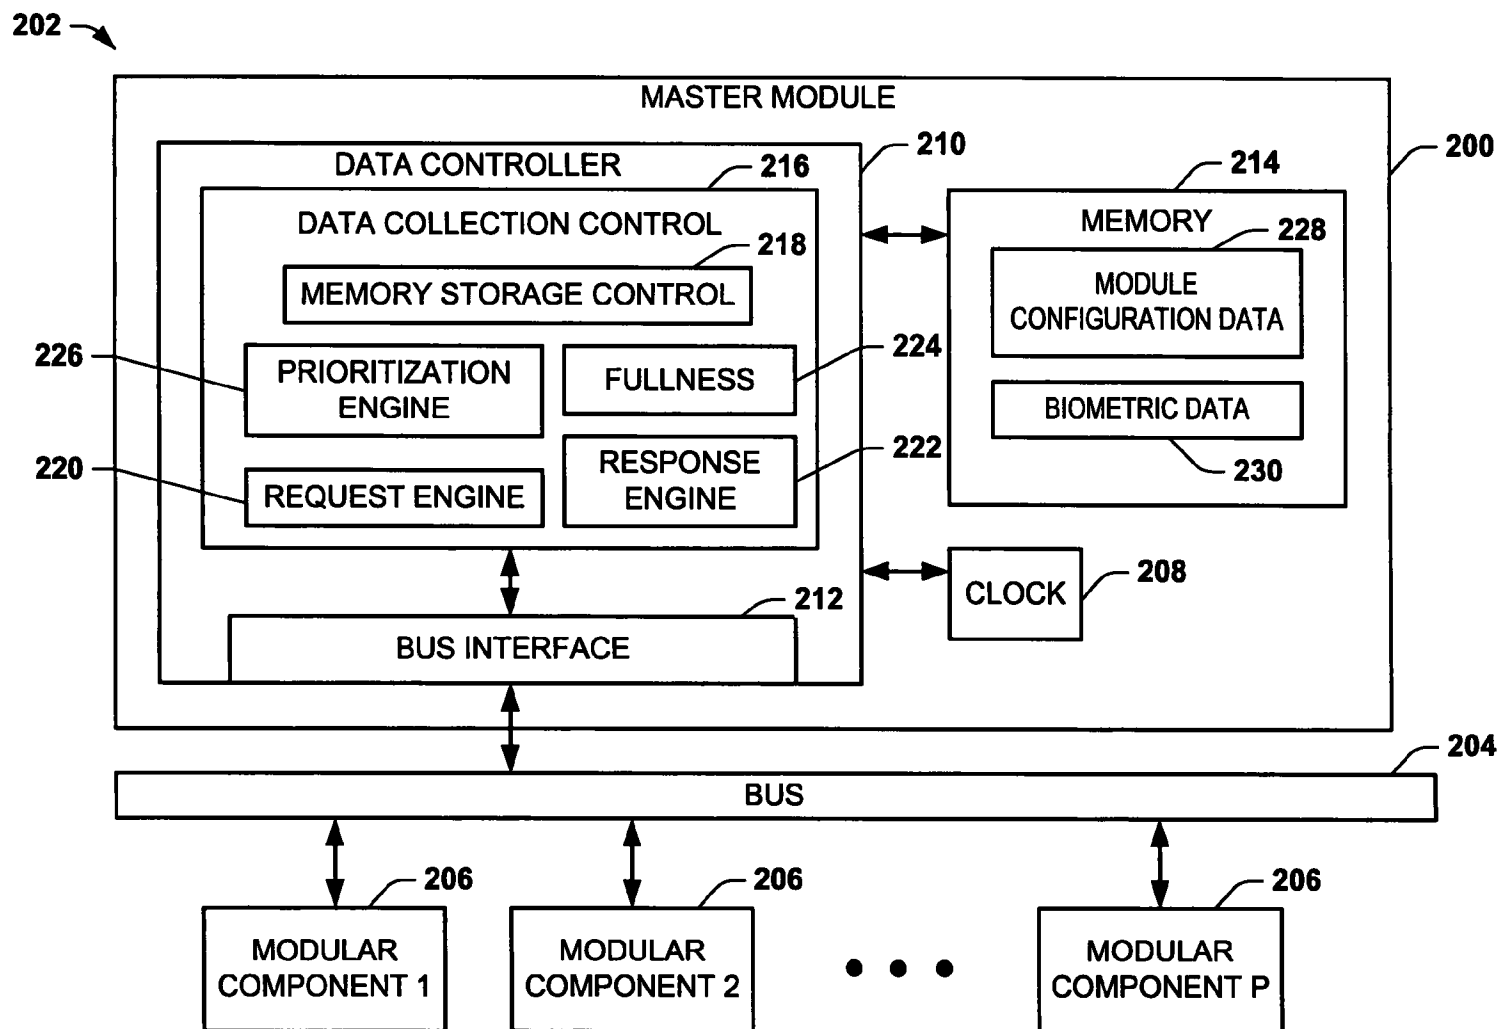 202
MASTER MODULE
DATA CONTROLLER
210
200
216
214
DATA COLLECTION CONTROL
MEMORY
218
228
MEMORY STORAGE CONTROL
MODULE
CONFIGURATION DATA
226
PRIORITIZATION
ENGINE
FULLNESS
224
BIOMETRIC DATA
220
REQUEST ENGINE
RESPONSE
ENGINE
222
230
CLOCK
208
212
BUS INTERFACE
204
BUS
206
206
206
MODULAR
COMPONENT 1
MODULAR
COMPONENT 2
MODULAR
COMPONENT P